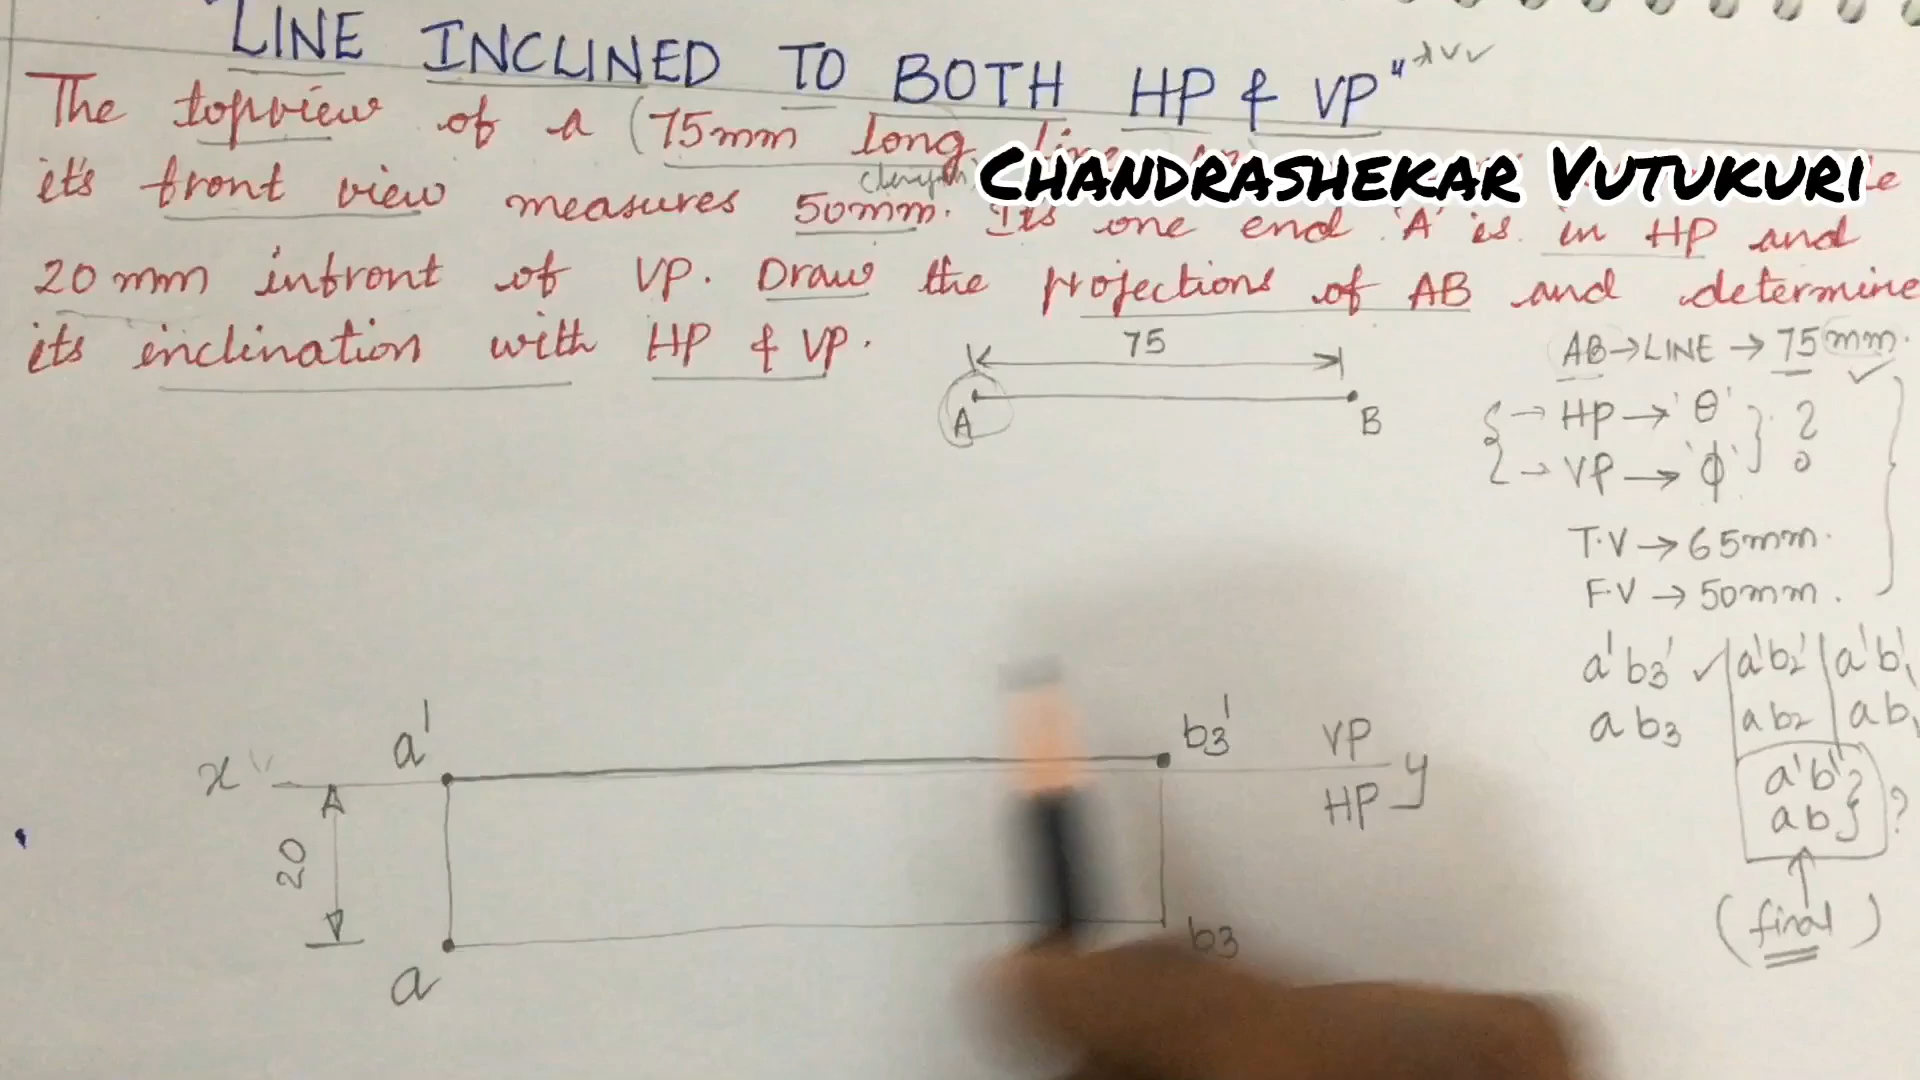 "LINE INCLINED TO BOTH HP & VP"
The topview of a (75mm long
CHANDRASHEKAR VUTUKURI
it's front view measures 50mm. Its one end 'A' is in HP and
20mm infront of VP. Draw the projections of AB and determine
its inclination with HP & VP.
75
A
B
AB→LINE→75mm.
→HP→'θ'
→VP→'ϕ'
?
T.V→65mm.
F.V→50mm.
a'b3' ✓ a'b2' a'b1'
ab3 ab2 ab1
a'b'
ab
?
(final)
x
a'
b3'
VP
HP
y
20
a
b3